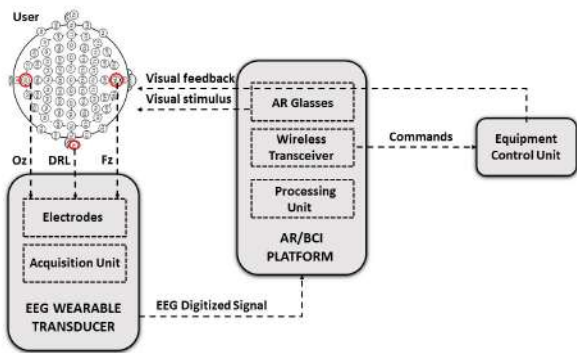 User
Visual feedback
Visual stimulus
AR Glasses
Wireless
Transceiver
Processing
Unit
AR/BCI
PLATFORM
Commands
Equipment
Control Unit
Oz DRL Fz
Electrodes
Acquisition Unit
EEG WEARABLE
TRANSDUCER
EEG Digitized Signal